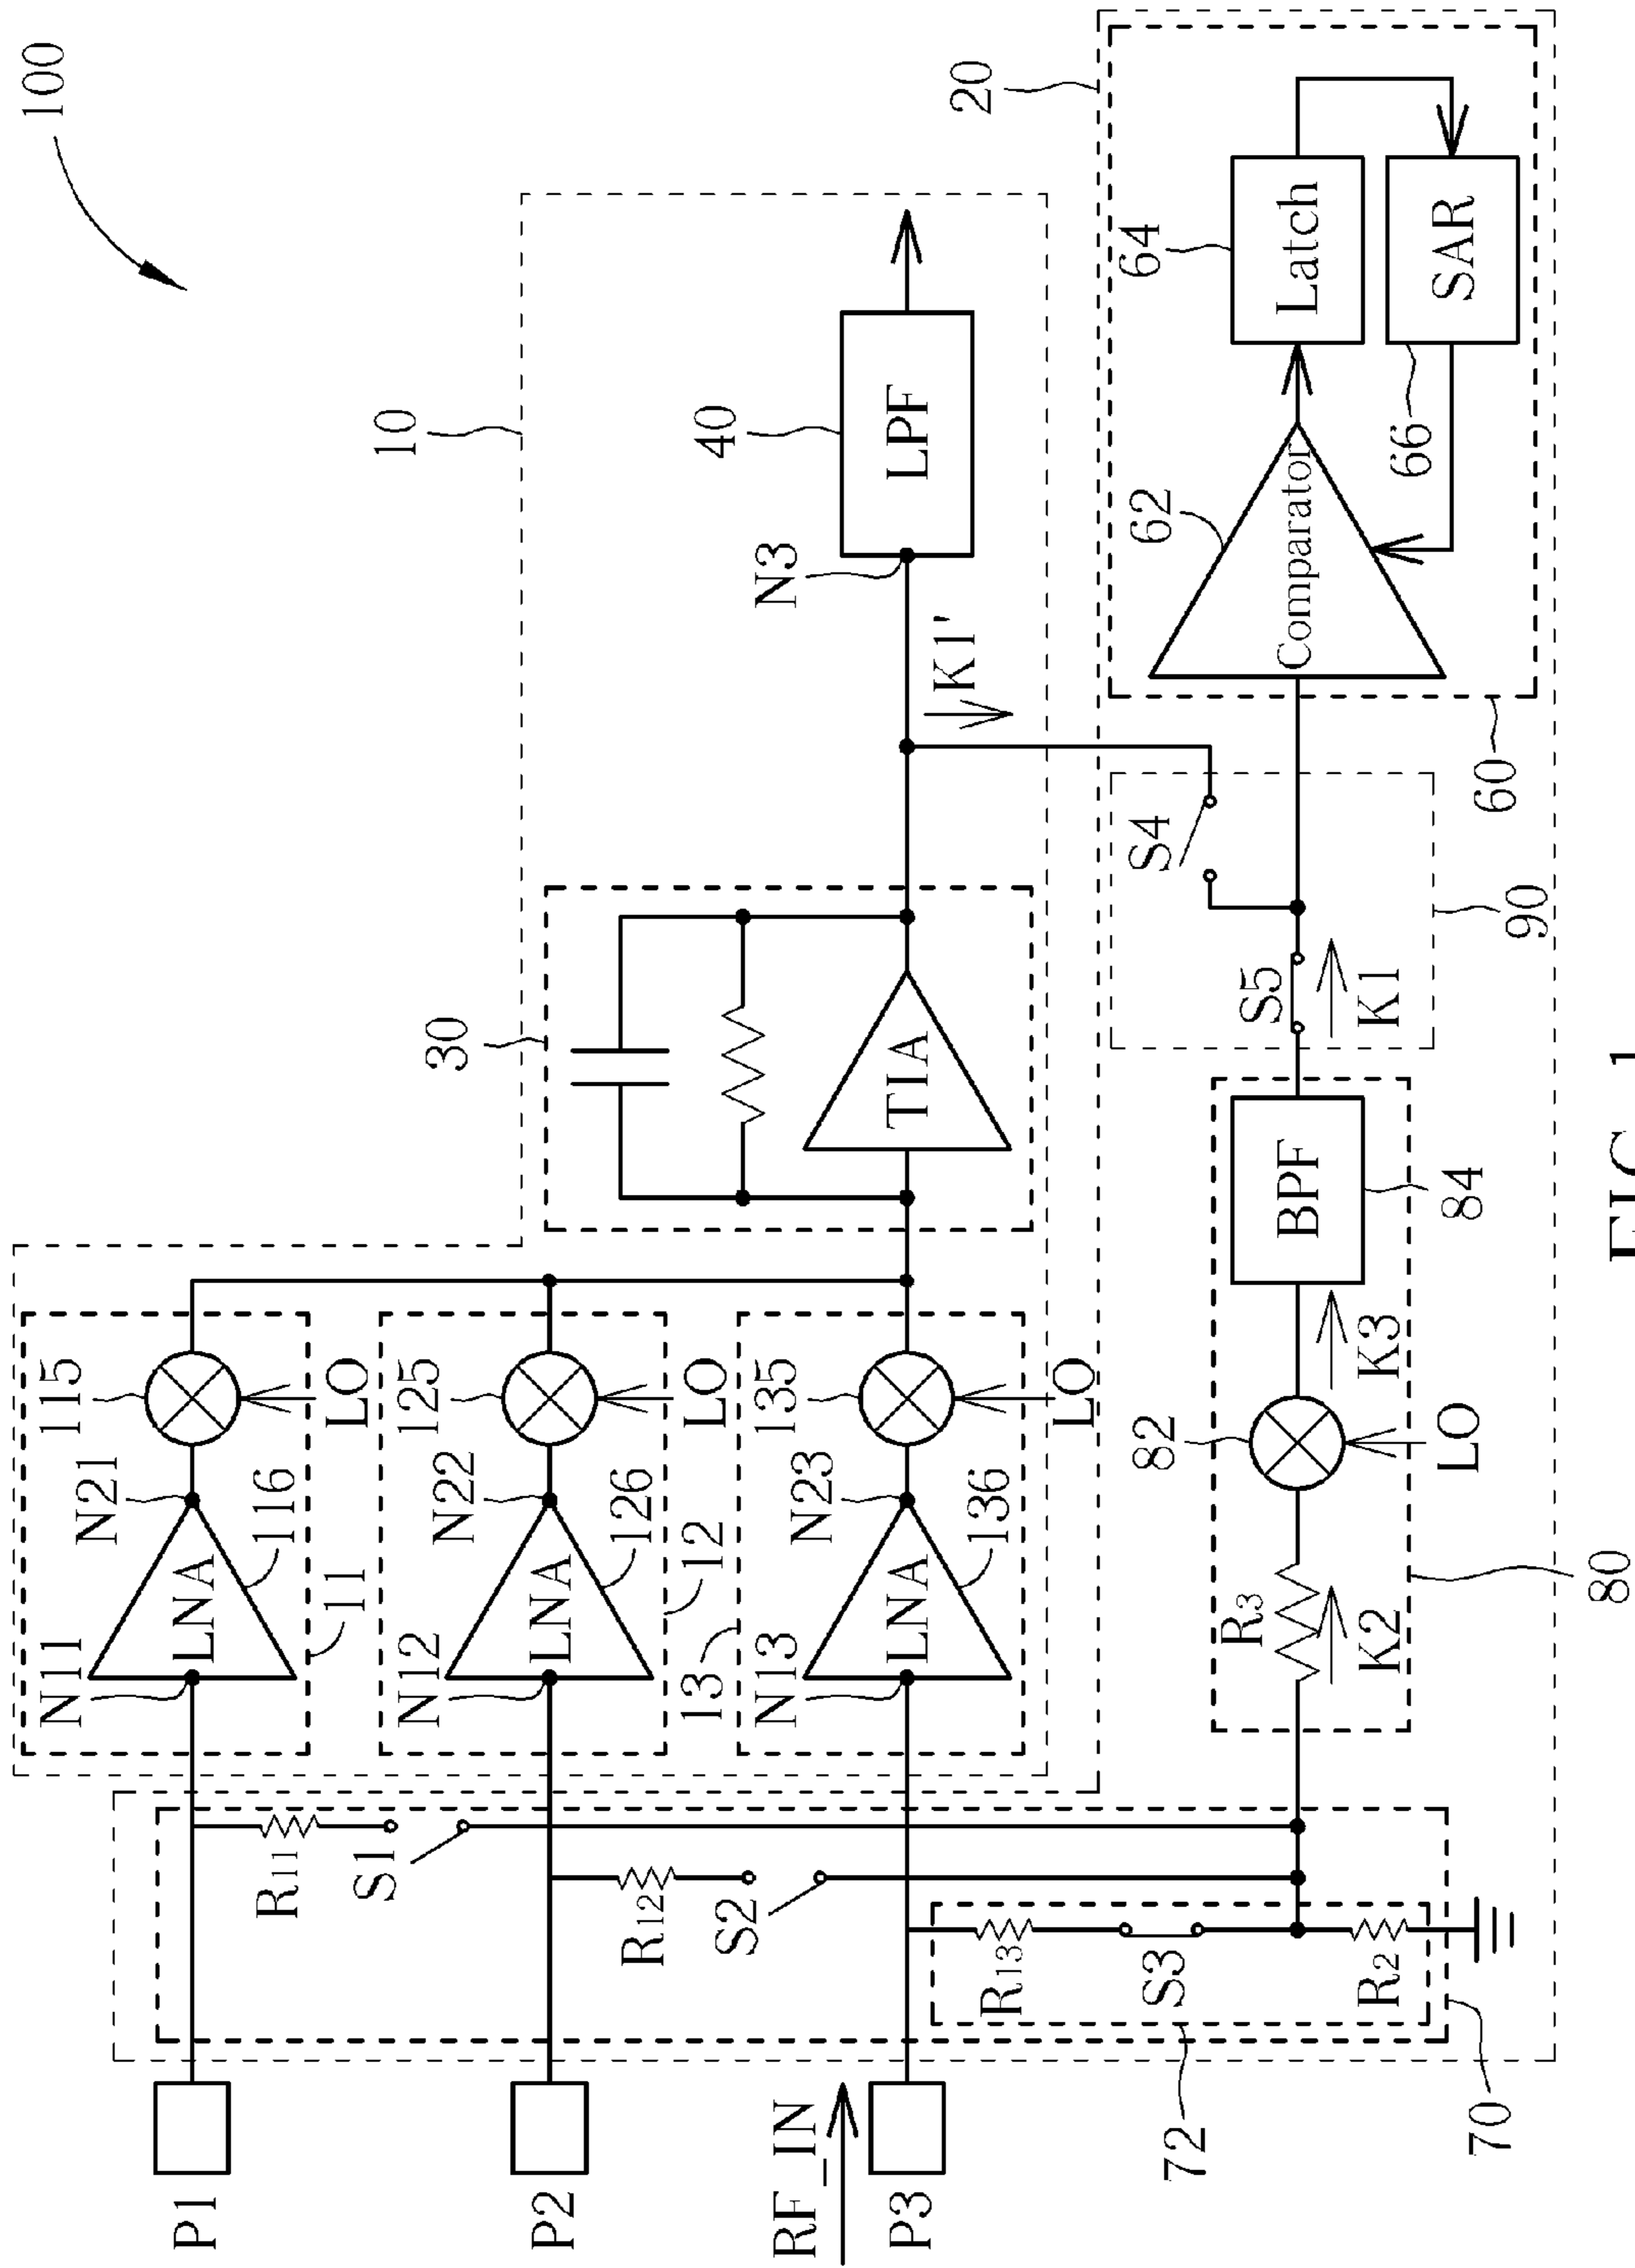 100
10
20
30
40
N3
LPF
K1'
TIA
11
12
13
115
116
N11
N21
LNA
LO
125
126
N12
N22
LNA
LO
135
136
N13
N23
LNA
LO
P1
P2
RF_IN
P3
R11
S1
R12
S2
R13
S3
R2
72
70
R3
K2
82
LO
K3
BPF
84
80
S5
K1
S4
90
60
62
Comparator
64
Latch
66
SAR